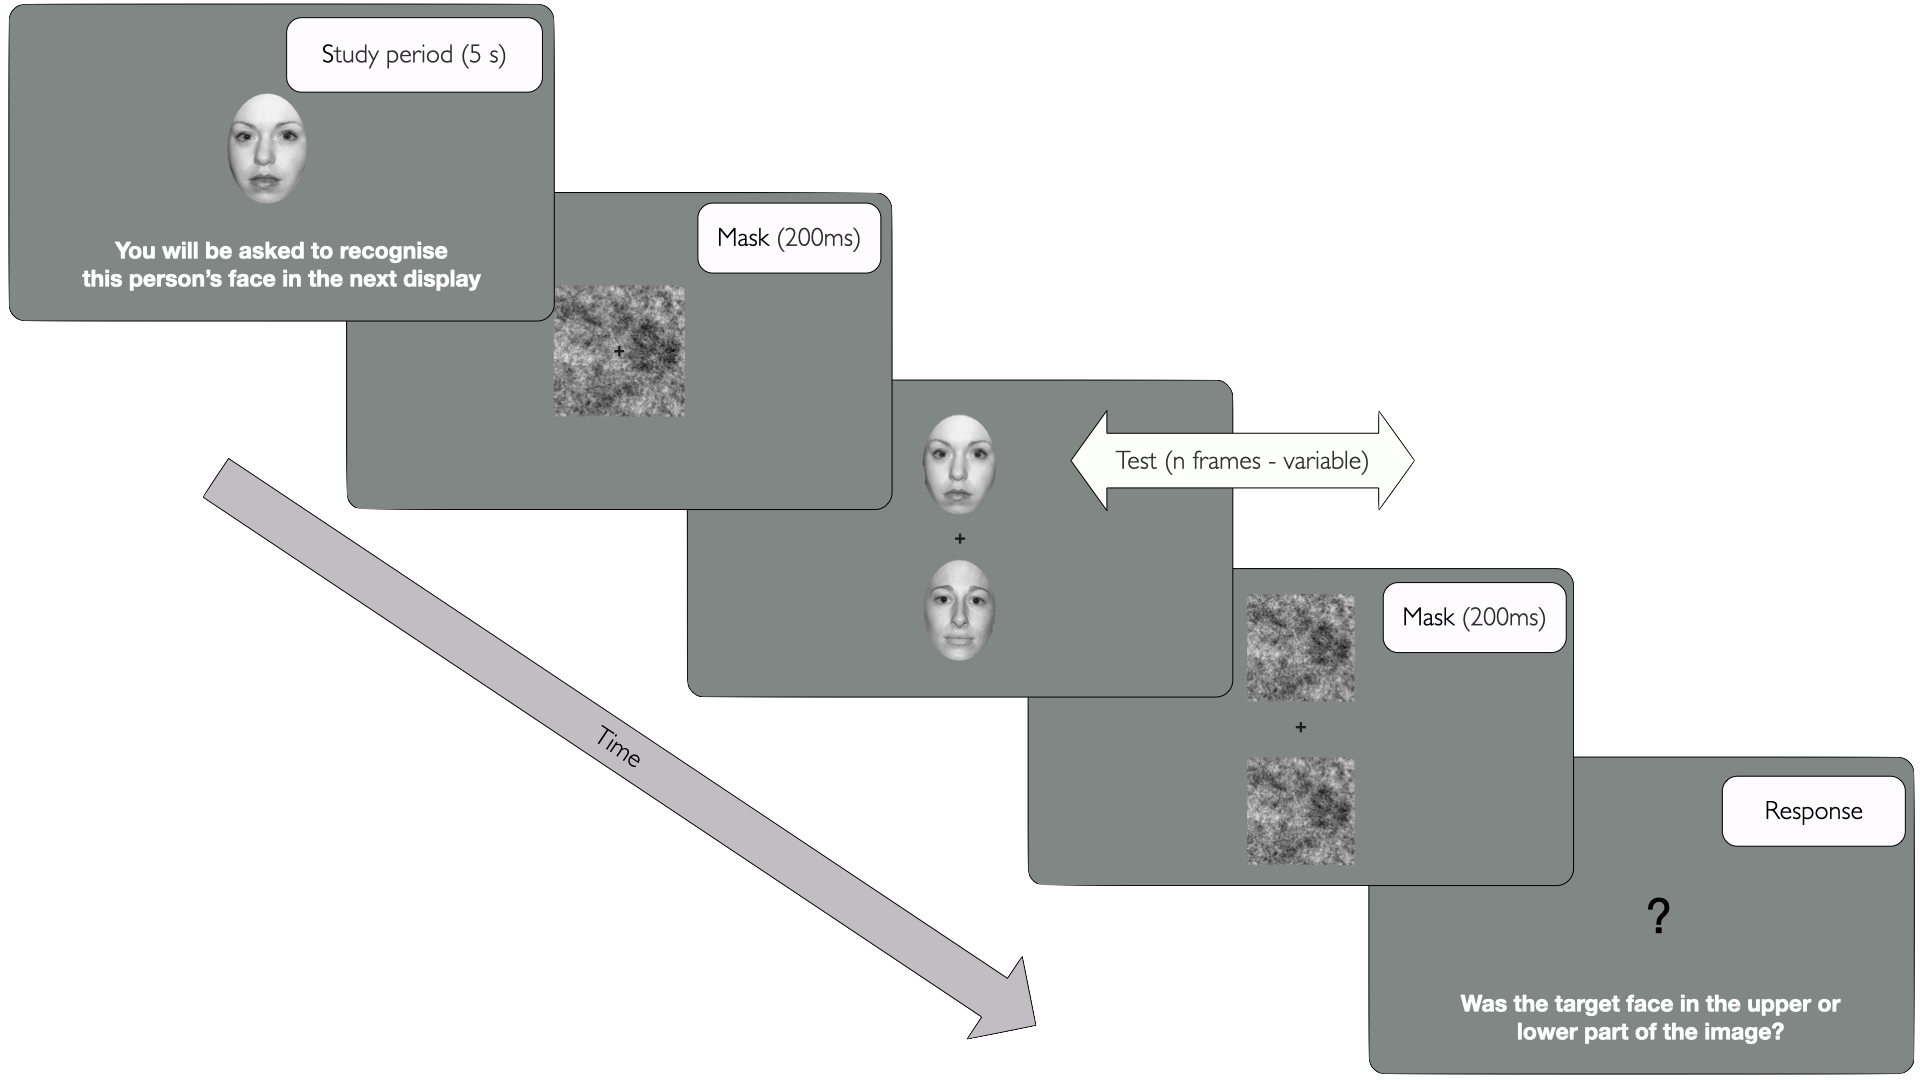 Study period (5 s)
You will be asked to recognise
this person's face in the next display
Mask (200ms)
+
+
Test (n frames - variable)
Mask (200ms)
+
Time
Response
?
Was the target face in the upper or
lower part of the image?